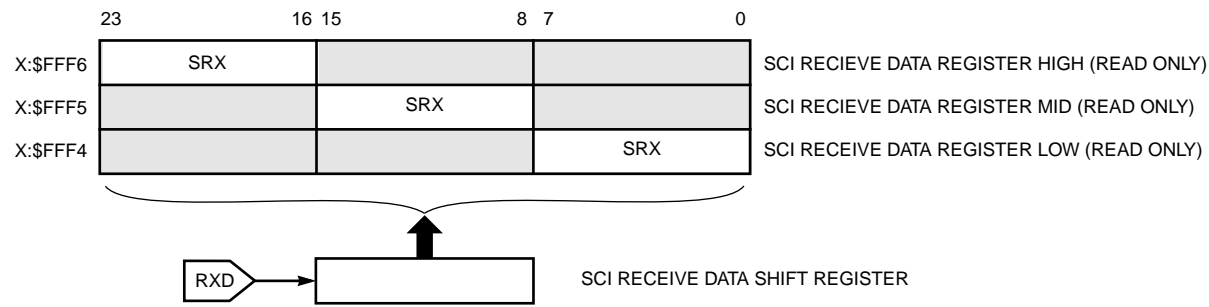 23 16 15 8 7 0
X:$FFF6 SRX SCI RECIEVE DATA REGISTER HIGH (READ ONLY)
X:$FFF5 SRX SCI RECIEVE DATA REGISTER MID (READ ONLY)
X:$FFF4 SRX SCI RECEIVE DATA REGISTER LOW (READ ONLY)
RXD SCI RECEIVE DATA SHIFT REGISTER